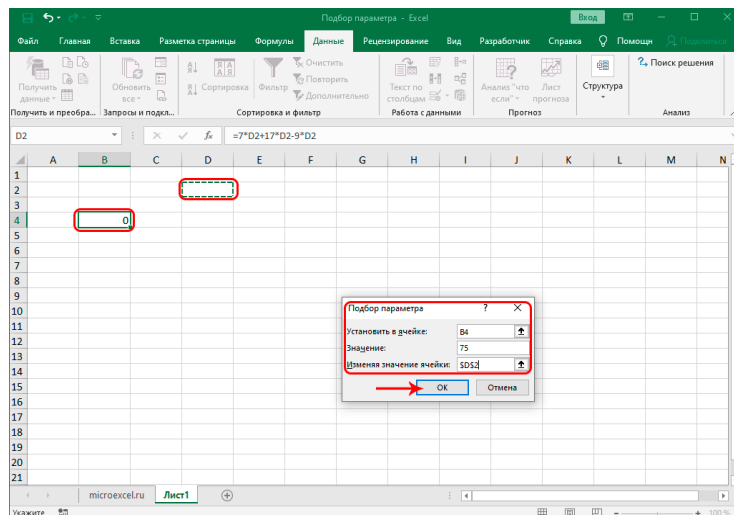 Подбор параметра - Excel
Вход
Файл Главная Вставка Разметка страницы Формулы Данные Рецензирование Вид Разработчик Справка Помощн Поделиться
Получить данные
Обновить все
Сортировка
Фильтр
Очистить
Повторить
Дополнительно
Текст по столбцам
Анализ "что если"
Лист прогноза
Структура
Поиск решения
Получить и преобра... Запросы и подкл... Сортировка и фильтр Работа с данными Прогноз Анализ
D2 fx =7*D2+17*D2-9*D2
A B C D E F G H I J K L M N
1
2
3
4 0
5
6
7
8
9
10
11
12
13
14
15
16
17
18
19
20
21
Подбор параметра ? X
Установить в ячейке: B4
Значение: 75
Изменяя значение ячейки: $D$2
OK Отмена
microexcel.ru Лист1
Укажите 100 %